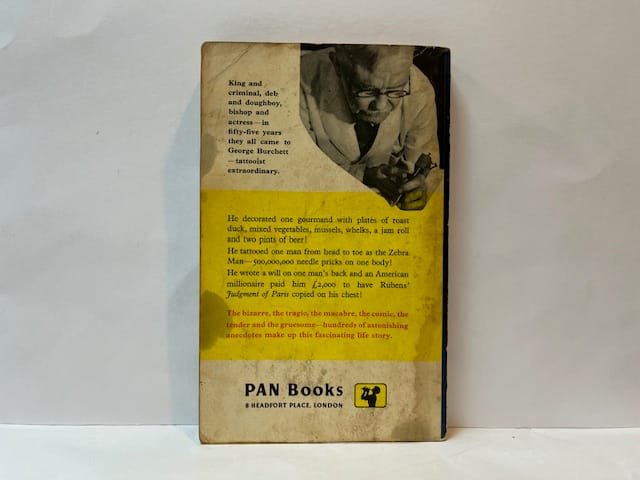 King and
criminal, deb
and doughboy,
bishop and
actress—in
fifty-five years
they all came to
George Burchett
—tattooist
extraordinary.
He decorated one gourmand with plates of roast
duck, mixed vegetables, mussels, whelks, a jam roll
and two pints of beer!
He tattooed one man from head to toe as the Zebra
Man—500,000,000 needle pricks on one body!
He wrote a will on one man's back and an American
millionaire paid him £2,000 to have Rubens'
Judgment of Paris copied on his chest!
The bizarre, the tragic, the macabre, the comic, the
tender and the gruesome—hundreds of astonishing
anecdotes make up this fascinating life story.
PAN Books
8 HEADFORT PLACE, LONDON